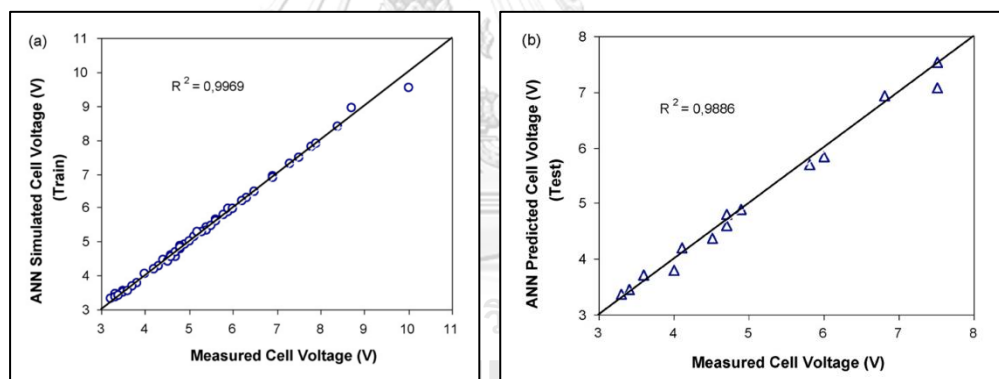 (a)
R² = 0,9969
ANN Simulated Cell Voltage (V)
(Train)
11
10
9
8
7
6
5
4
3
3 4 5 6 7 8 9 10 11
Measured Cell Voltage (V)
(b)
R² = 0,9886
ANN Predicted Cell Voltage (V)
(Test)
8
7
6
5
4
3
3 4 5 6 7 8
Measured Cell Voltage (V)